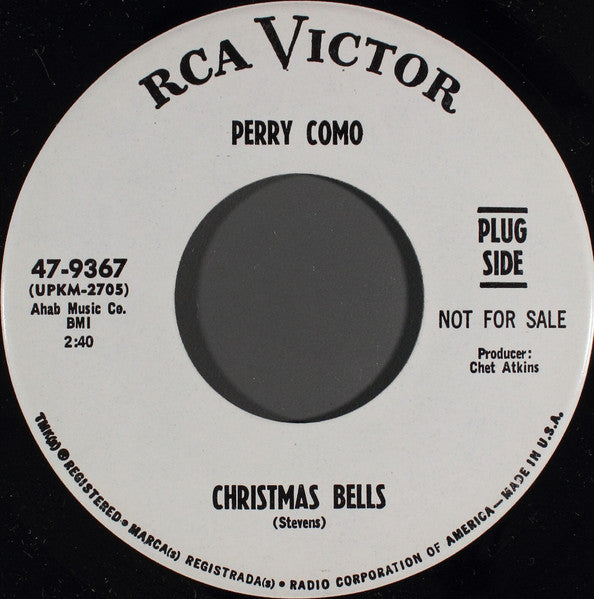 RCA VICTOR
PERRY COMO
47-9367
(UPKM-2705)
Ahab Music Co.
BMI
2:40
PLUG
SIDE
NOT FOR SALE
Producer:
Chet Atkins
CHRISTMAS BELLS
(Stevens)
TMK(s) ® REGISTERED • MARCA(s) REGISTRADA(s) • RADIO CORPORATION OF AMERICA—MADE IN U.S.A.